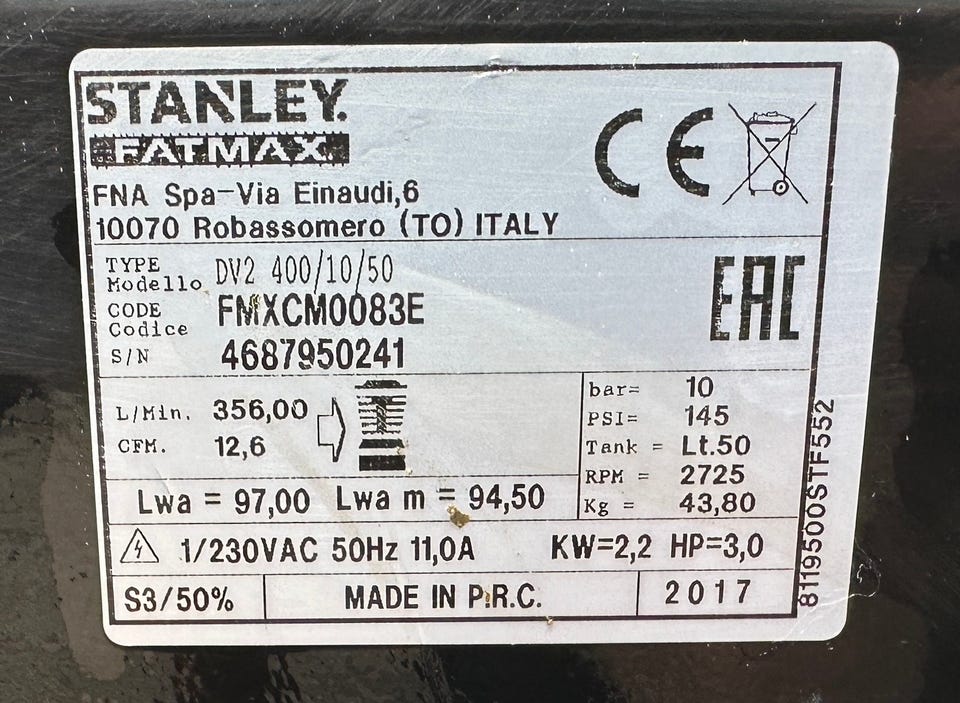 STANLEY.
FATMAX
CE
FNA Spa-Via Einaudi,6
10070 Robassomero (TO) ITALY
TYPE
Modello DV2 400/10/50
CODE
Codice FMXCM0083E
S/N 4687950241
EAC
L/Min. 356,00
CFM. 12,6
bar= 10
PSI= 145
Tank = Lt.50
RPM = 2725
Kg = 43,80
Lwa = 97,00 Lwa m = 94,50
1/230VAC 50Hz 11,0A KW=2,2 HP=3,0
S3/50% MADE IN P.R.C. 2017
8119500STF552